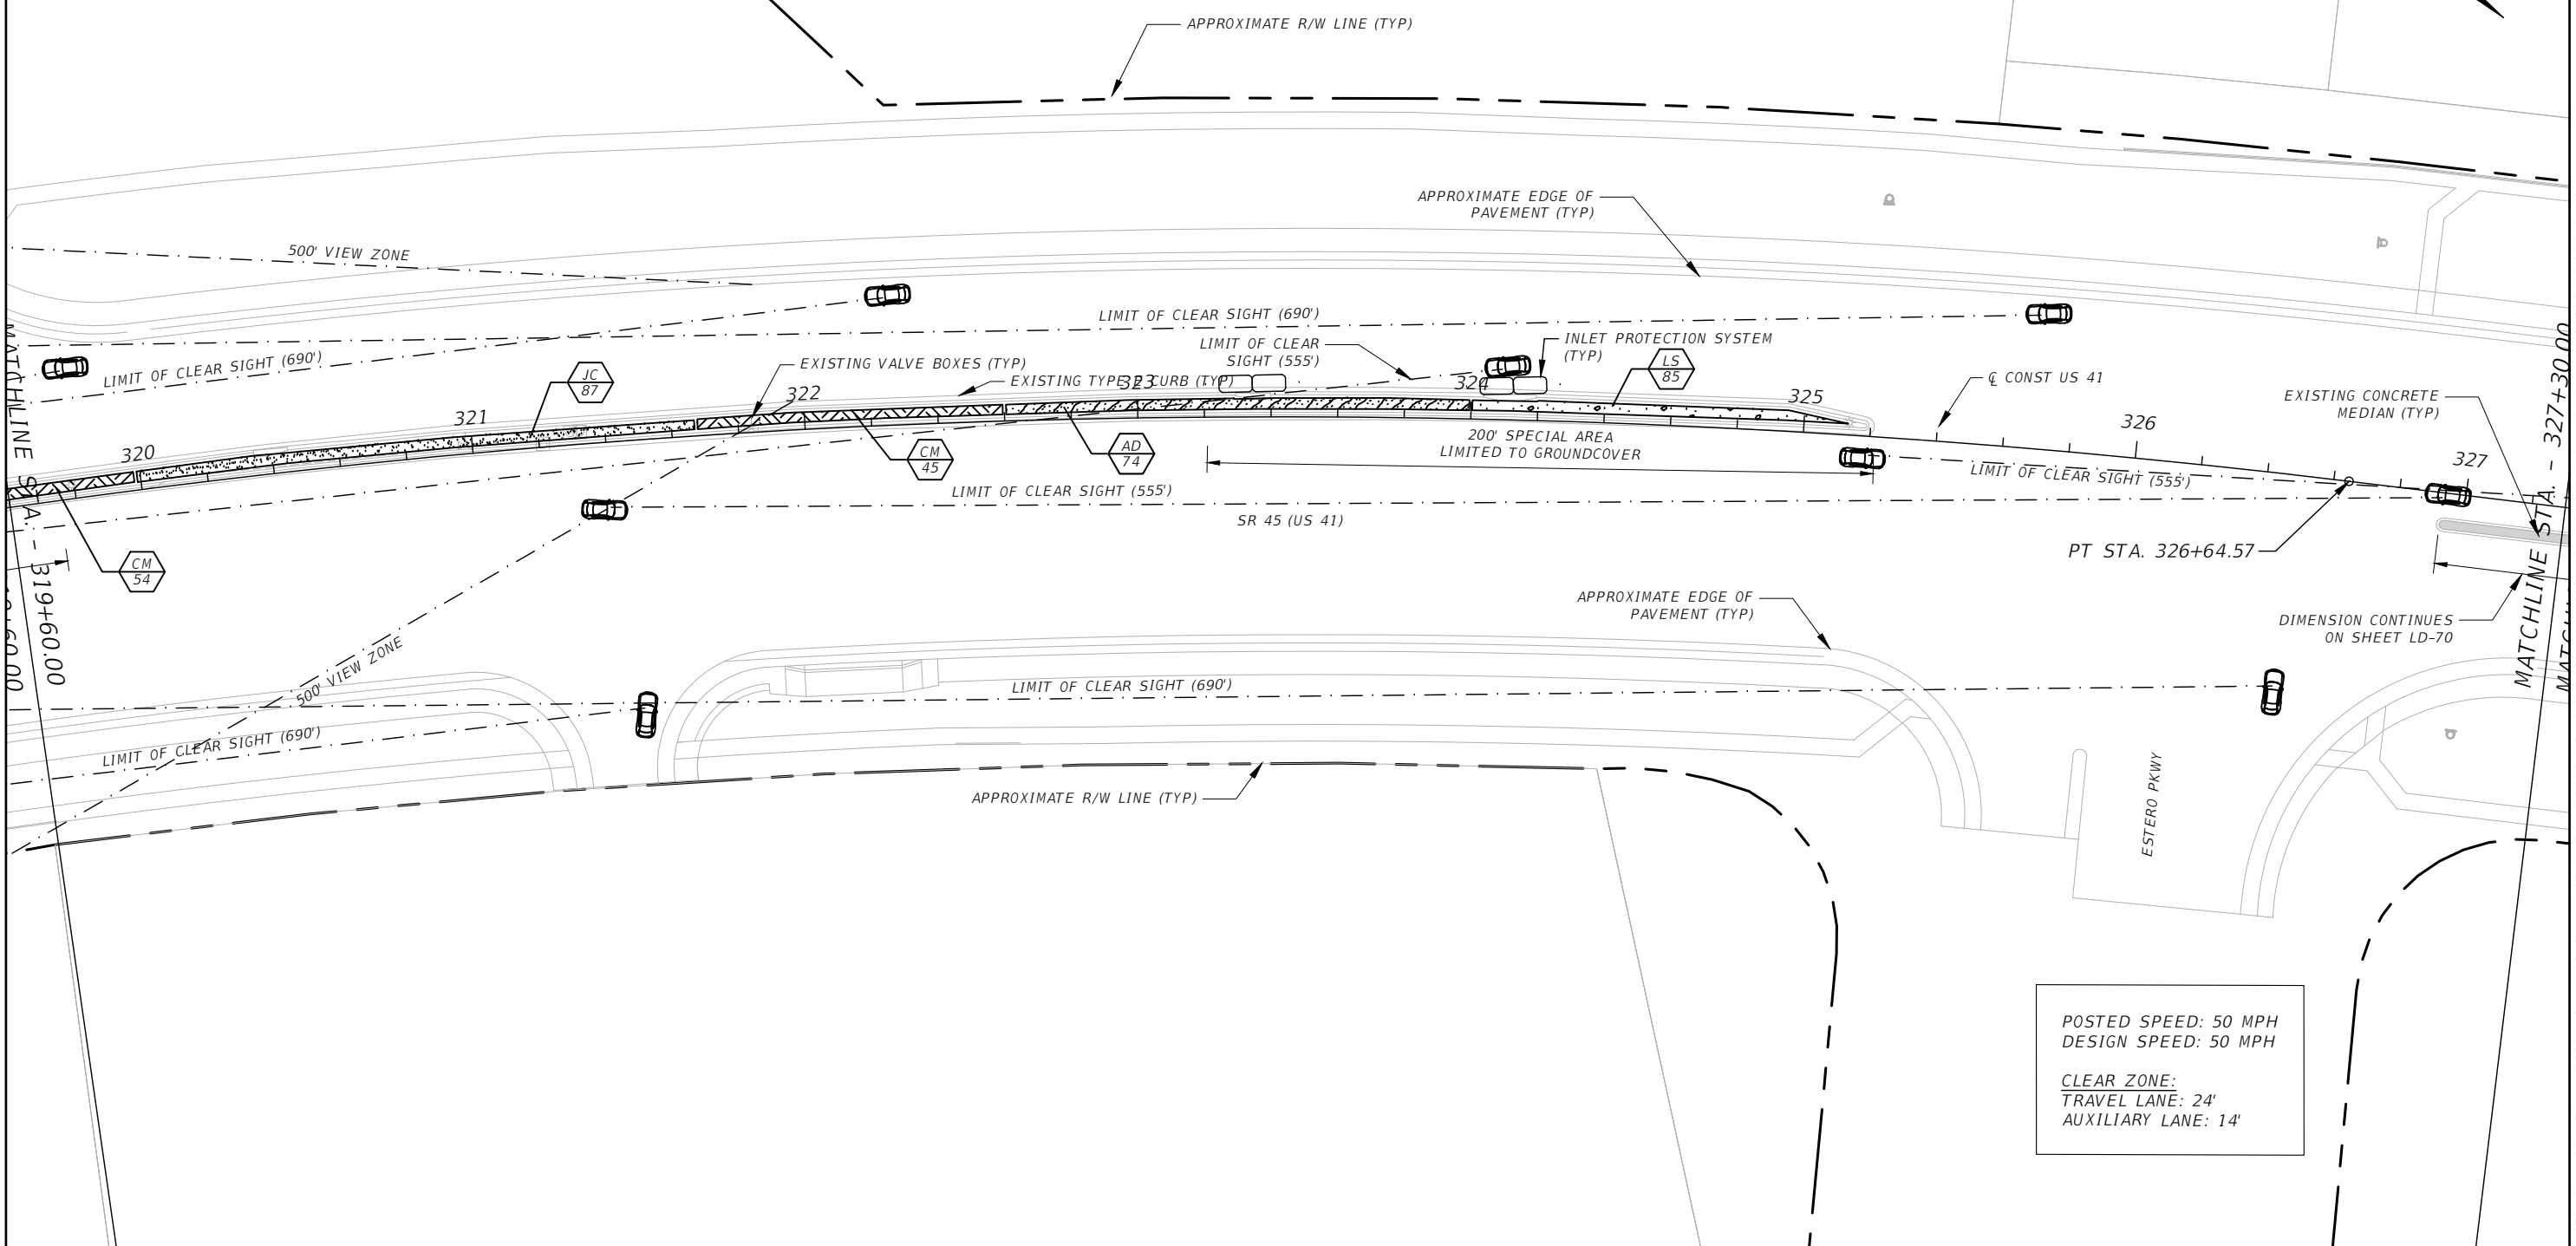 APPROXIMATE R/W LINE (TYP)
APPROXIMATE EDGE OF
PAVEMENT (TYP)
500' VIEW ZONE
LIMIT OF CLEAR SIGHT (690')
LIMIT OF CLEAR SIGHT (690')
LIMIT OF CLEAR
SIGHT (555')
INLET PROTECTION SYSTEM
(TYP)
LS
85
EXISTING VALVE BOXES (TYP)
EXISTING TYPE E CURB (TYP)
JC
87
320
321
322
323
324
325
326
327
℄ CONST US 41
EXISTING CONCRETE
MEDIAN (TYP)
CM
45
AD
74
200' SPECIAL AREA
LIMITED TO GROUNDCOVER
LIMIT OF CLEAR SIGHT (555')
LIMIT OF CLEAR SIGHT (555')
SR 45 (US 41)
PT STA. 326+64.57
CM
54
MATCHLINE STA. - 319+60.00
MATCHLINE STA. - 327+30.00
APPROXIMATE EDGE OF
PAVEMENT (TYP)
DIMENSION CONTINUES
ON SHEET LD-70
500' VIEW ZONE
LIMIT OF CLEAR SIGHT (690')
LIMIT OF CLEAR SIGHT (690')
APPROXIMATE R/W LINE (TYP)
ESTERO PKWY
POSTED SPEED: 50 MPH
DESIGN SPEED: 50 MPH
CLEAR ZONE:
TRAVEL LANE: 24'
AUXILIARY LANE: 14'